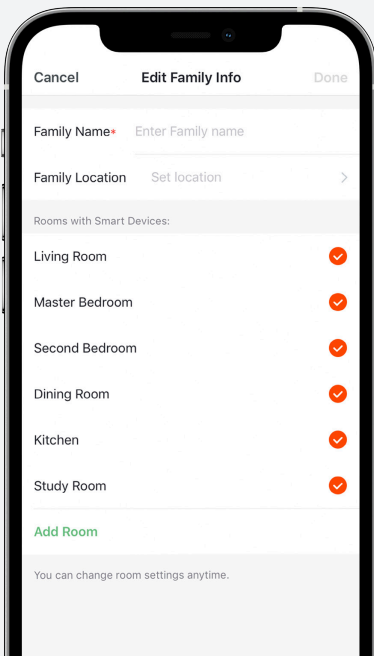 Cancel Edit Family Info Done
Family Name* Enter Family name
Family Location Set location
Rooms with Smart Devices:
Living Room
Master Bedroom
Second Bedroom
Dining Room
Kitchen
Study Room
Add Room
You can change room settings anytime.